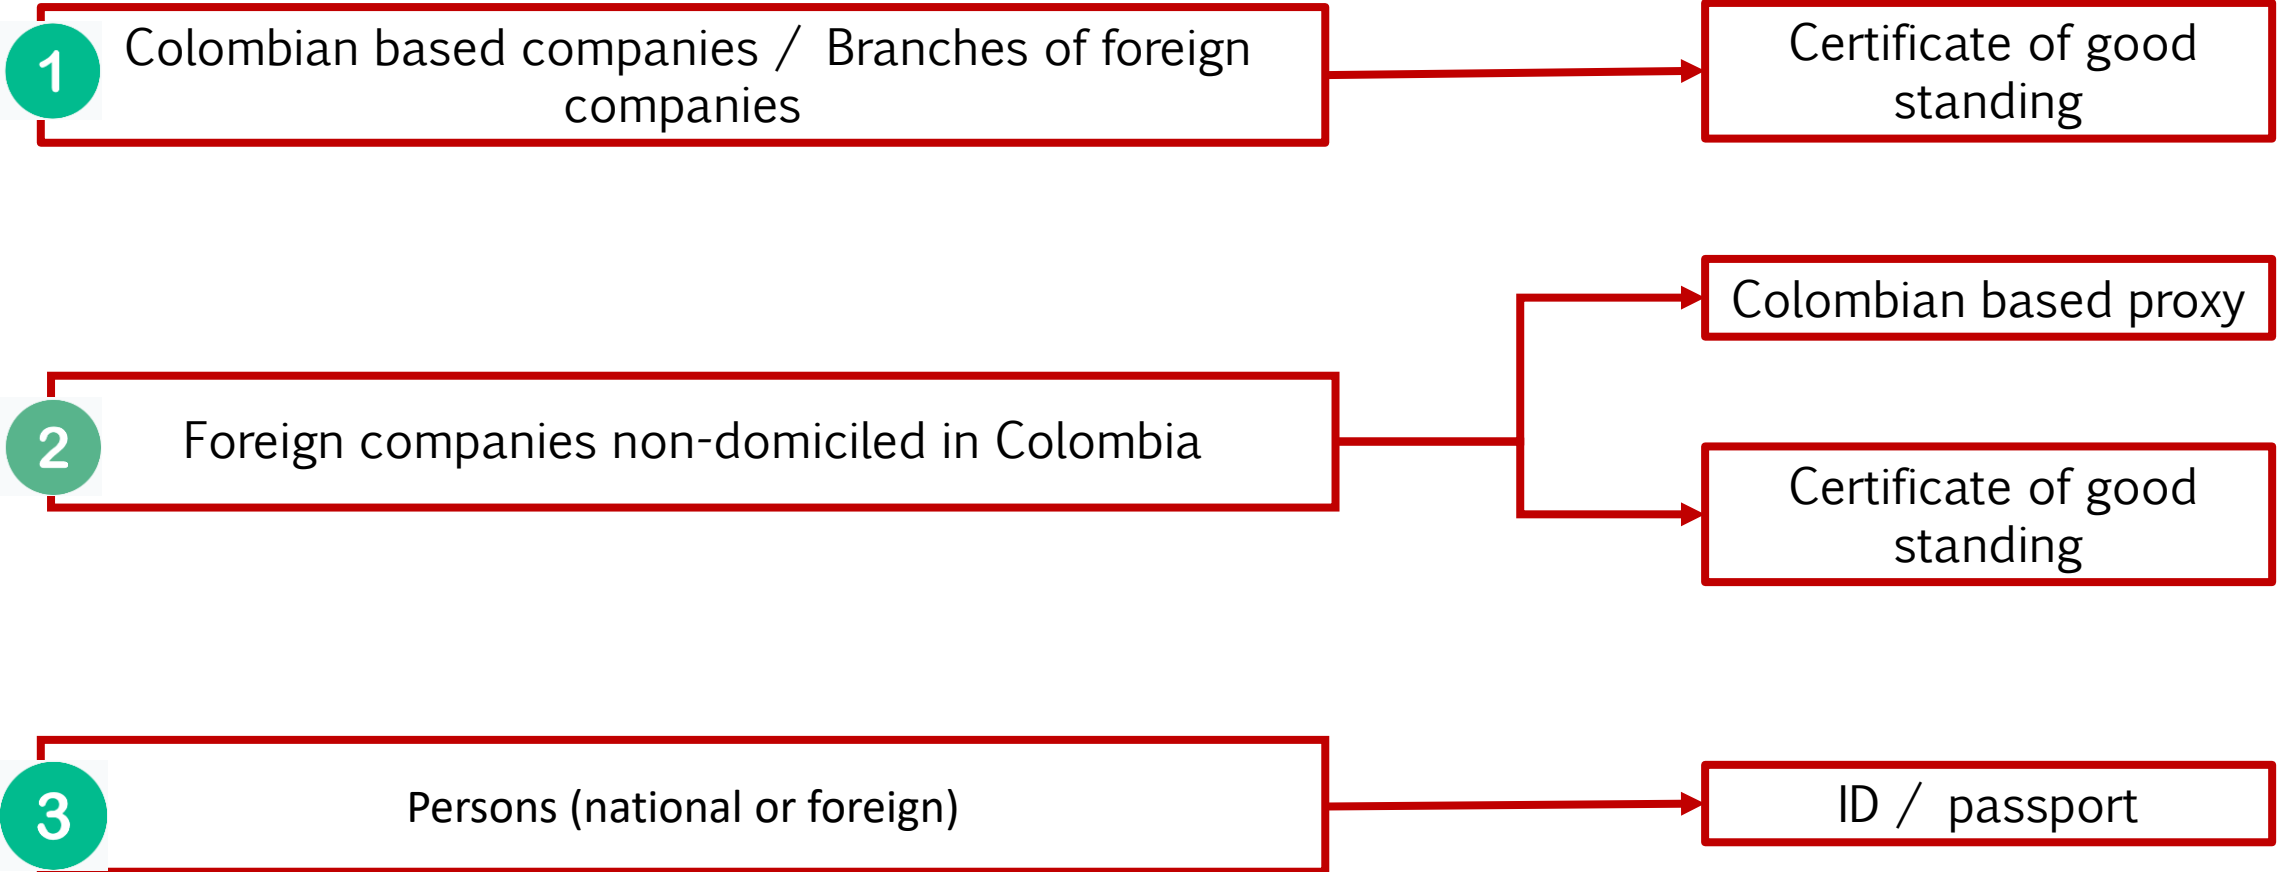 1
Colombian based companies / Branches of foreign
companies
Certificate of good
standing
Colombian based proxy
2
Foreign companies non-domiciled in Colombia
Certificate of good
standing
3
Persons (national or foreign)
ID / passport